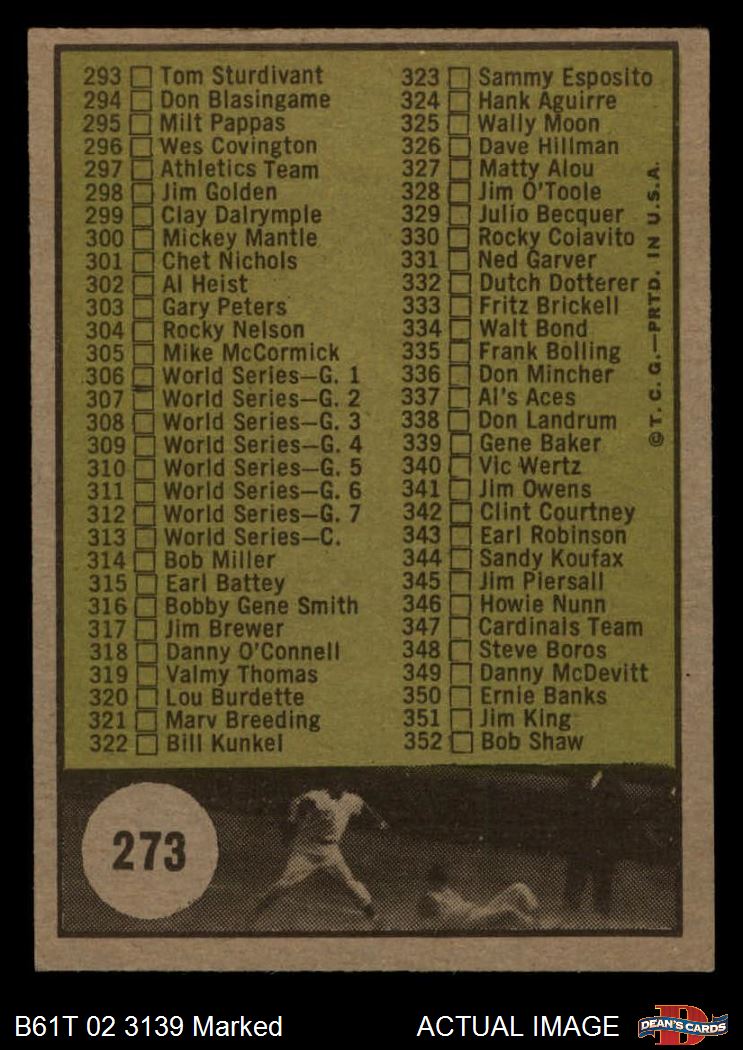 293 Tom Sturdivant
294 Don Blasingame
295 Milt Pappas
296 Wes Covington
297 Athletics Team
298 Jim Golden
299 Clay Dalrymple
300 Mickey Mantle
301 Chet Nichols
302 Al Heist
303 Gary Peters
304 Rocky Nelson
305 Mike McCormick
306 World Series—G. 1
307 World Series—G. 2
308 World Series—G. 3
309 World Series—G. 4
310 World Series—G. 5
311 World Series—G. 6
312 World Series—G. 7
313 World Series—C.
314 Bob Miller
315 Earl Battey
316 Bobby Gene Smith
317 Jim Brewer
318 Danny O'Connell
319 Valmy Thomas
320 Lou Burdette
321 Marv Breeding
322 Bill Kunkel
323 Sammy Esposito
324 Hank Aguirre
325 Wally Moon
326 Dave Hillman
327 Matty Alou
328 Jim O'Toole
329 Julio Becquer
330 Rocky Colavito
331 Ned Garver
332 Dutch Dotterer
333 Fritz Brickell
334 Walt Bond
335 Frank Bolling
336 Don Mincher
337 Al's Aces
338 Don Landrum
339 Gene Baker
340 Vic Wertz
341 Jim Owens
342 Clint Courtney
343 Earl Robinson
344 Sandy Koufax
345 Jim Piersall
346 Howie Nunn
347 Cardinals Team
348 Steve Boros
349 Danny McDevitt
350 Ernie Banks
351 Jim King
352 Bob Shaw
© T. C. G.—PRTD. IN U.S.A.
273
B61T 02 3139 Marked
ACTUAL IMAGE
D
DEAN'S CARDS